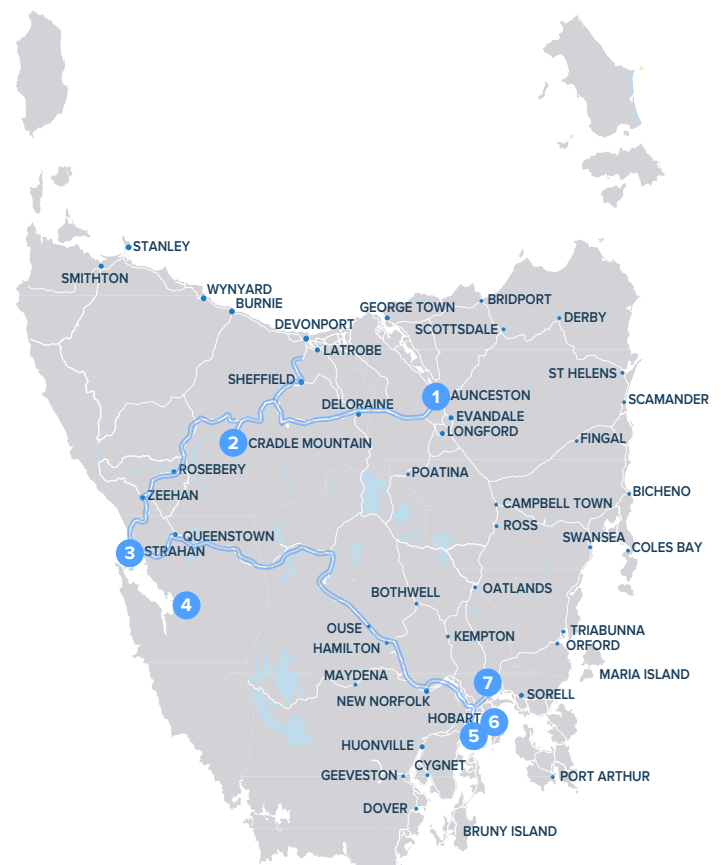 STANLEY
SMITHTON
WYNYARD
BURNIE
GEORGE TOWN
BRIDPORT
DERBY
DEVONPORT
SCOTTSDALE
LATROBE
ST HELENS
SHEFFIELD
1
AUNCESTON
SCAMANDER
DELORAINE
EVANDALE
LONGFORD
FINGAL
2
CRADLE MOUNTAIN
ROSEBERY
POATINA
ZEEHAN
BICHENO
CAMPBELL TOWN
ROSS
QUEENSTOWN
SWANSEA
3
STRAHAN
COLES BAY
BOTHWELL
OATLANDS
4
OUSE
KEMPTON
TRIABUNNA
HAMILTON
ORFORD
MAYDENA
MARIA ISLAND
7
NEW NORFOLK
SORELL
HOBART
6
5
HUONVILLE
CYGNET
GEEVESTON
PORT ARTHUR
DOVER
BRUNY ISLAND